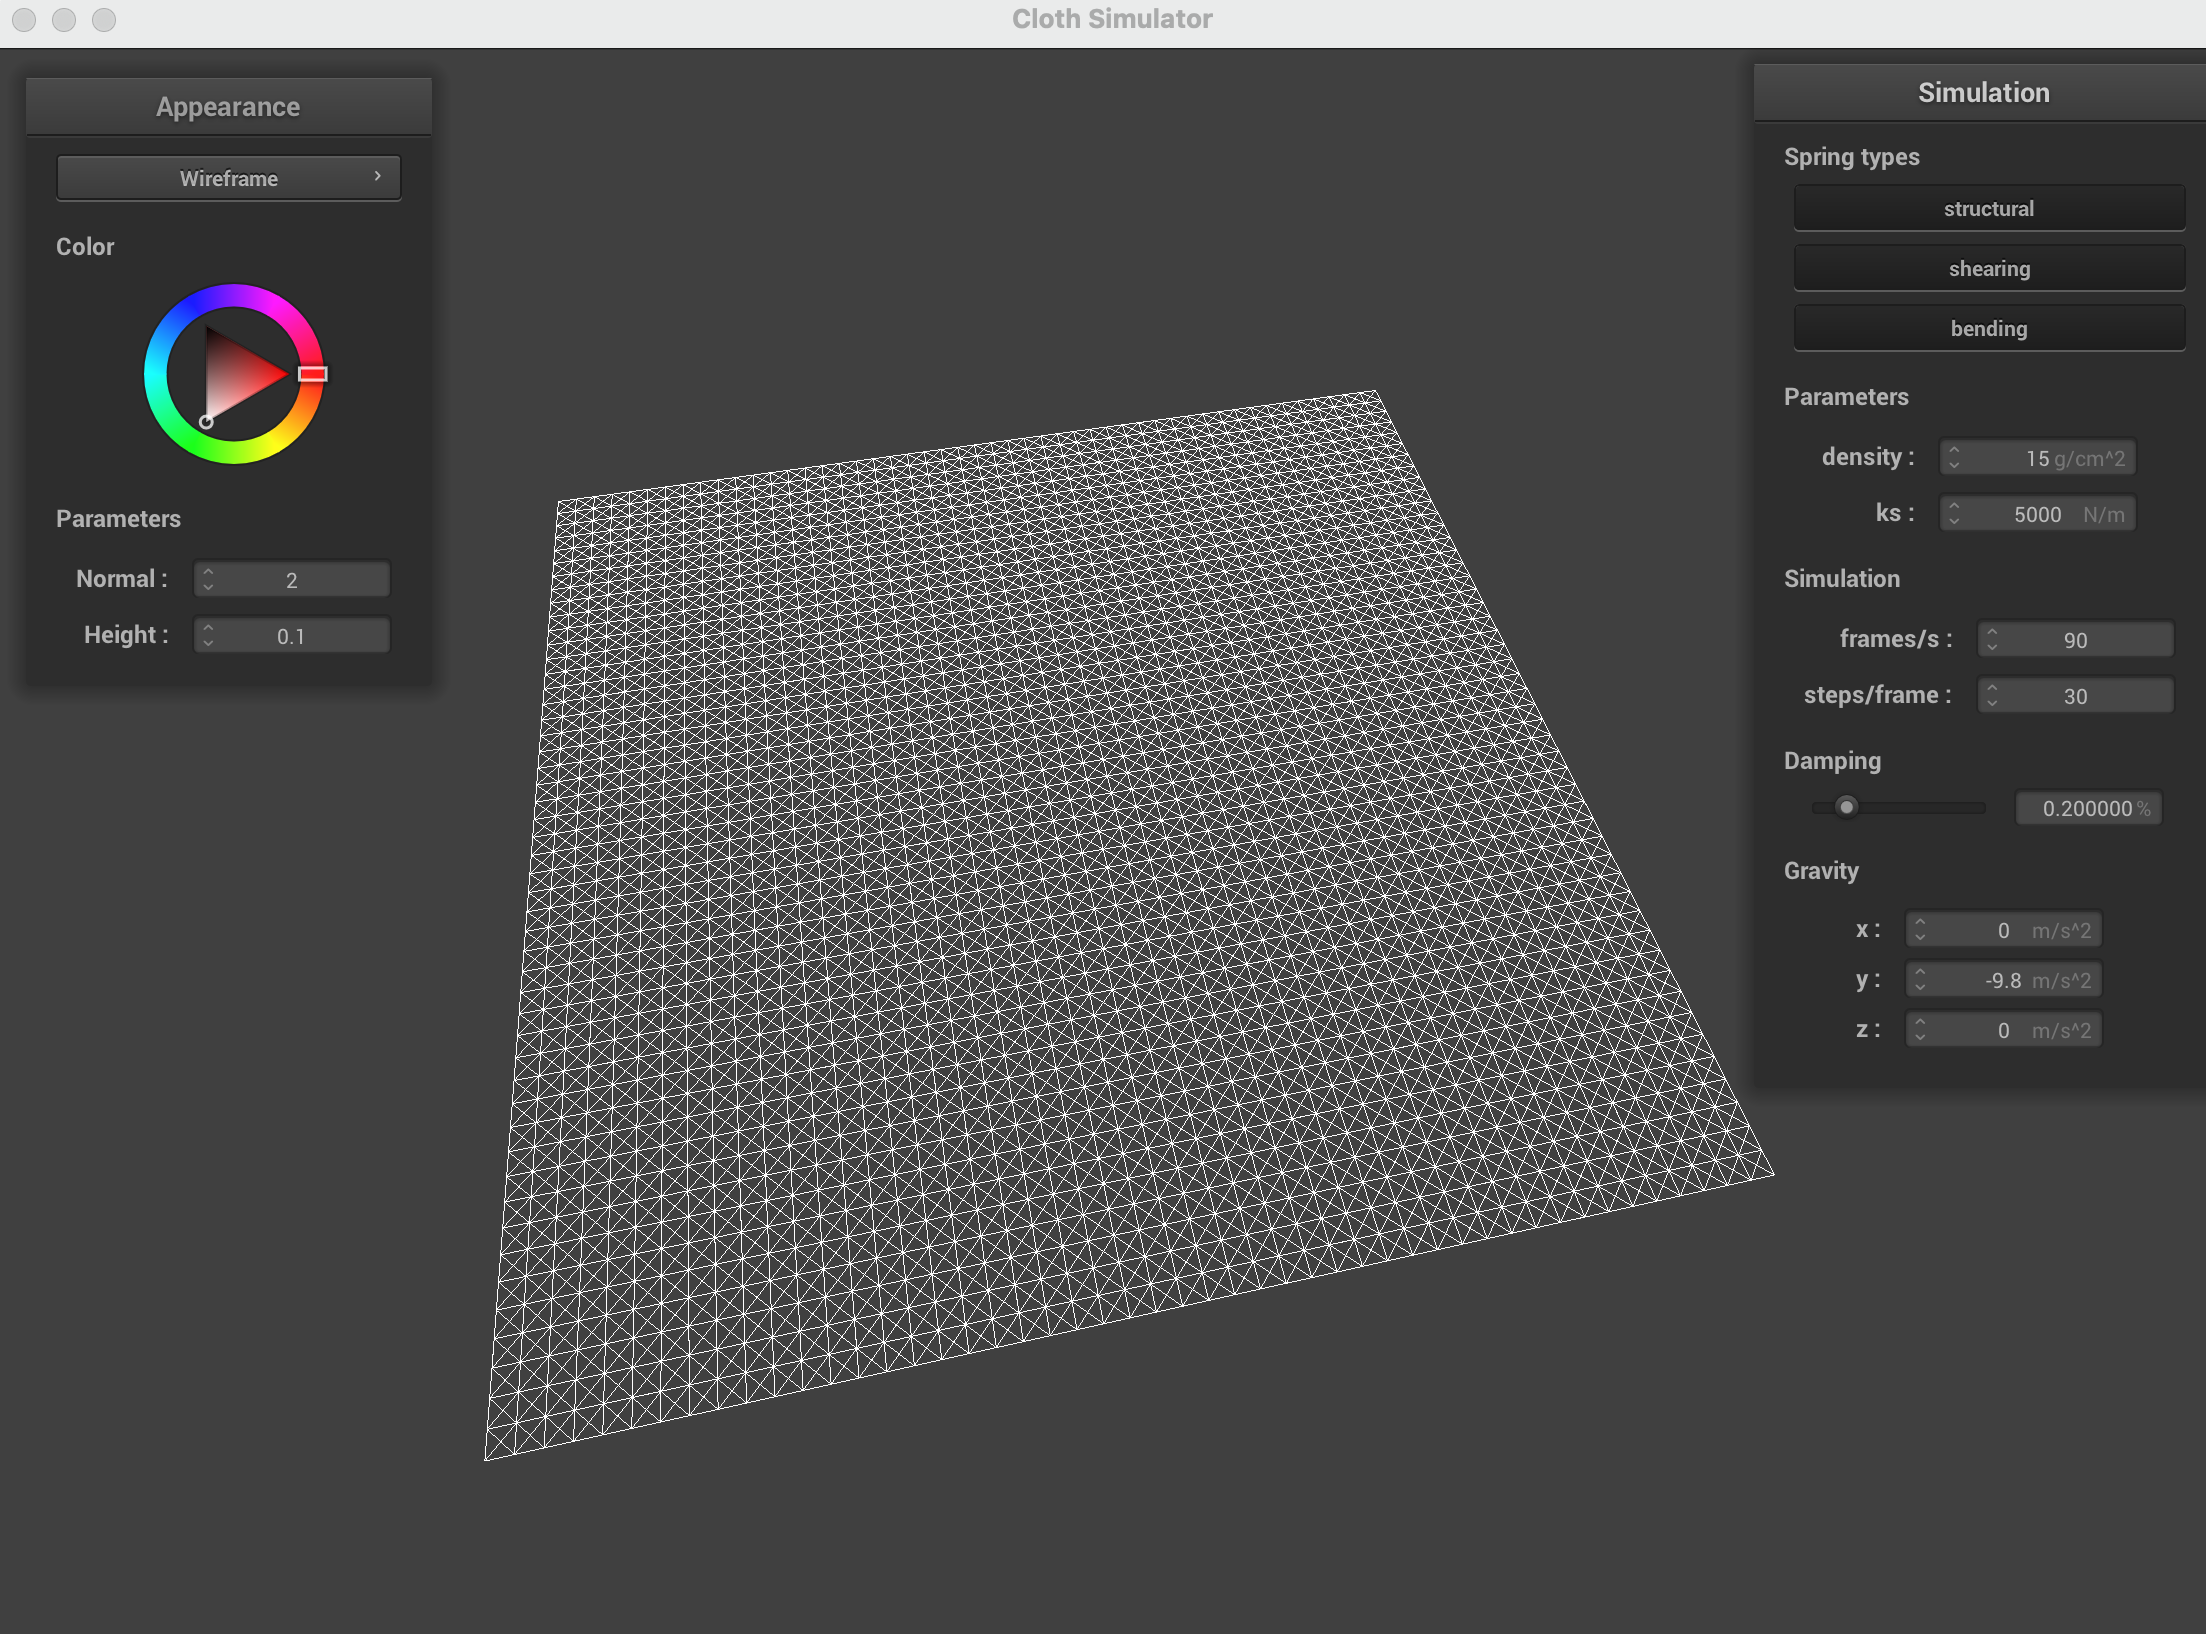 Cloth Simulator
Appearance
Wireframe
Color
Parameters
Normal : 2
Height : 0.1
Simulation
Spring types
structural
shearing
bending
Parameters
density : 15 g/cm^2
ks : 5000 N/m
Simulation
frames/s : 90
steps/frame : 30
Damping
0.200000 %
Gravity
x : 0 m/s^2
y : -9.8 m/s^2
z : 0 m/s^2